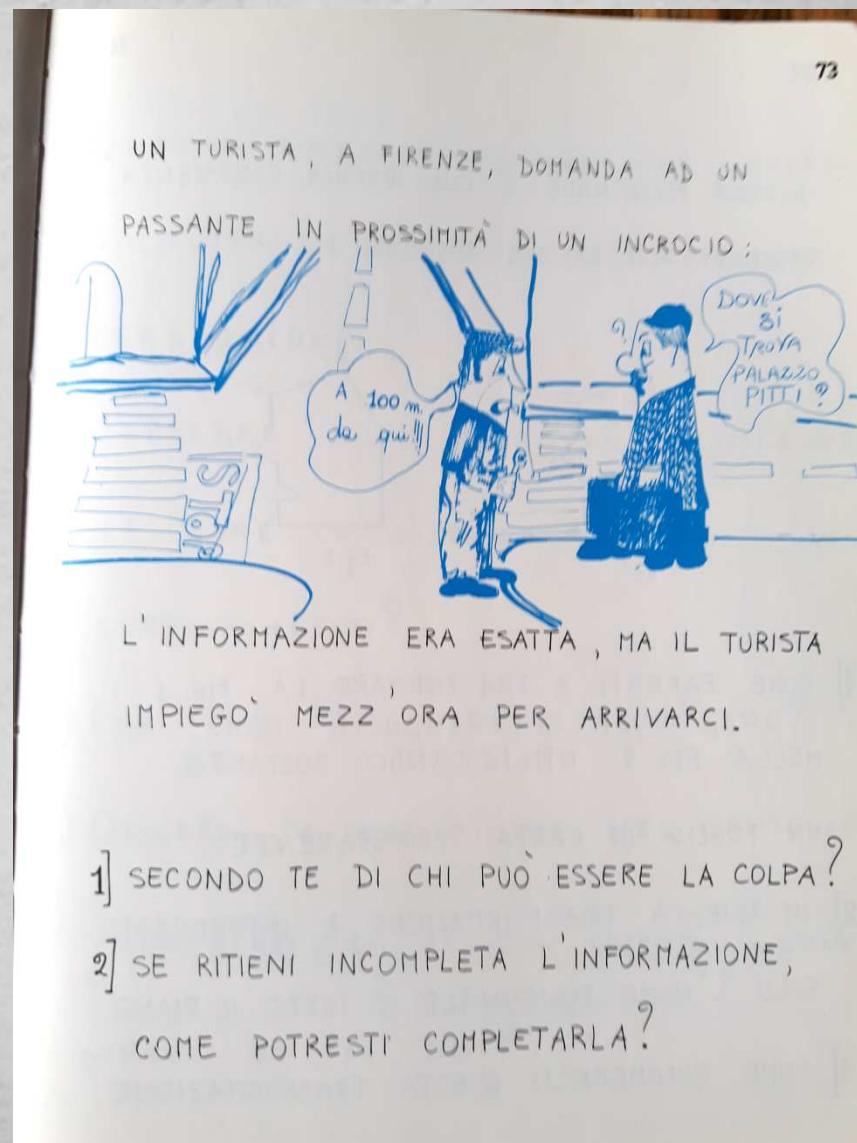 73
UN TURISTA, A FIRENZE, DOMANDA AD UN
PASSANTE IN PROSSIMITÀ DI UN INCROCIO:
DOVE
SI
TROVA
PALAZZO
PITTI?
A 100 m.
da qui!!!
?
STOP
L'INFORMAZIONE ERA ESATTA, MA IL TURISTA
IMPIEGÒ MEZZ'ORA PER ARRIVARCI.
1] SECONDO TE DI CHI PUÒ ESSERE LA COLPA?
2] SE RITIENI INCOMPLETA L'INFORMAZIONE,
COME POTRESTI COMPLETARLA?